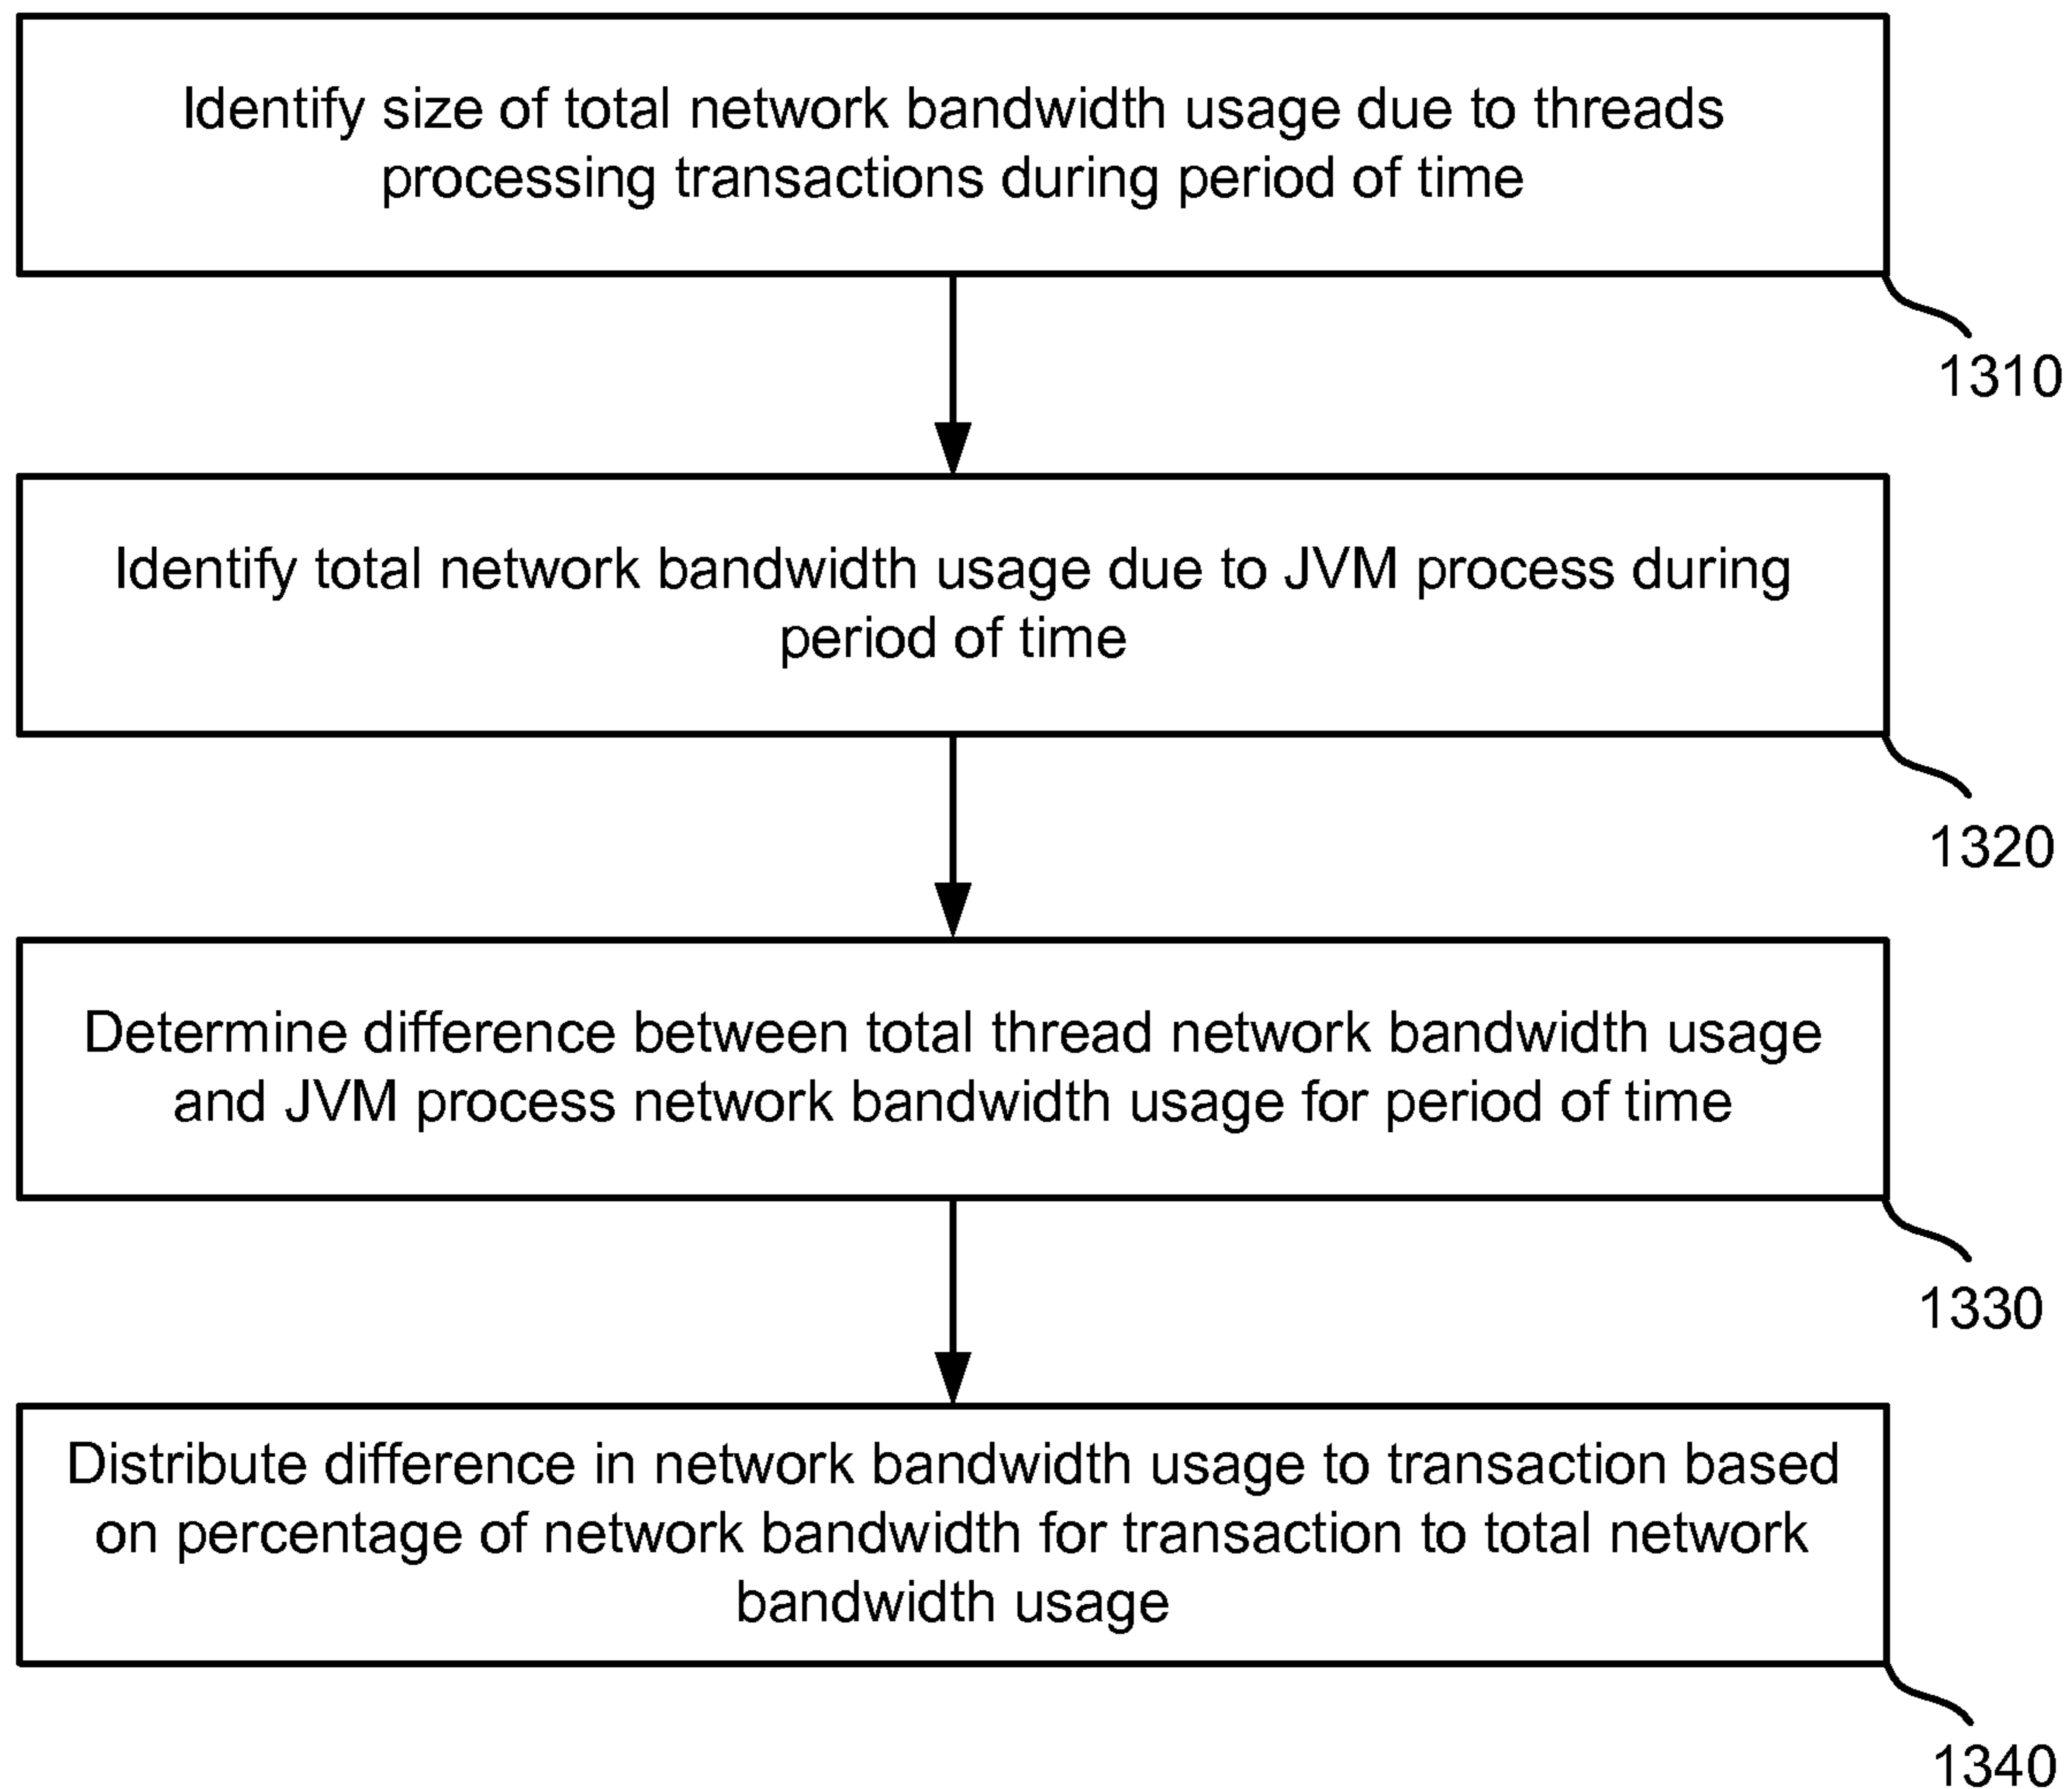 Identify size of total network bandwidth usage due to threads
processing transactions during period of time
1310
Identify total network bandwidth usage due to JVM process during
period of time
1320
Determine difference between total thread network bandwidth usage
and JVM process network bandwidth usage for period of time
1330
Distribute difference in network bandwidth usage to transaction based
on percentage of network bandwidth for transaction to total network
bandwidth usage
1340